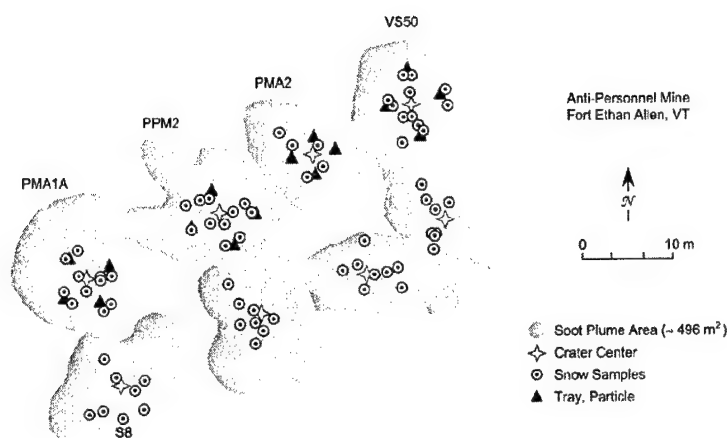 VS50
PMA2
PPM2
PMA1A
S8
Anti-Personnel Mine
Fort Ethan Allen, VT
N
0 10 m
Soot Plume Area (~ 496 m²)
Crater Center
Snow Samples
Tray, Particle